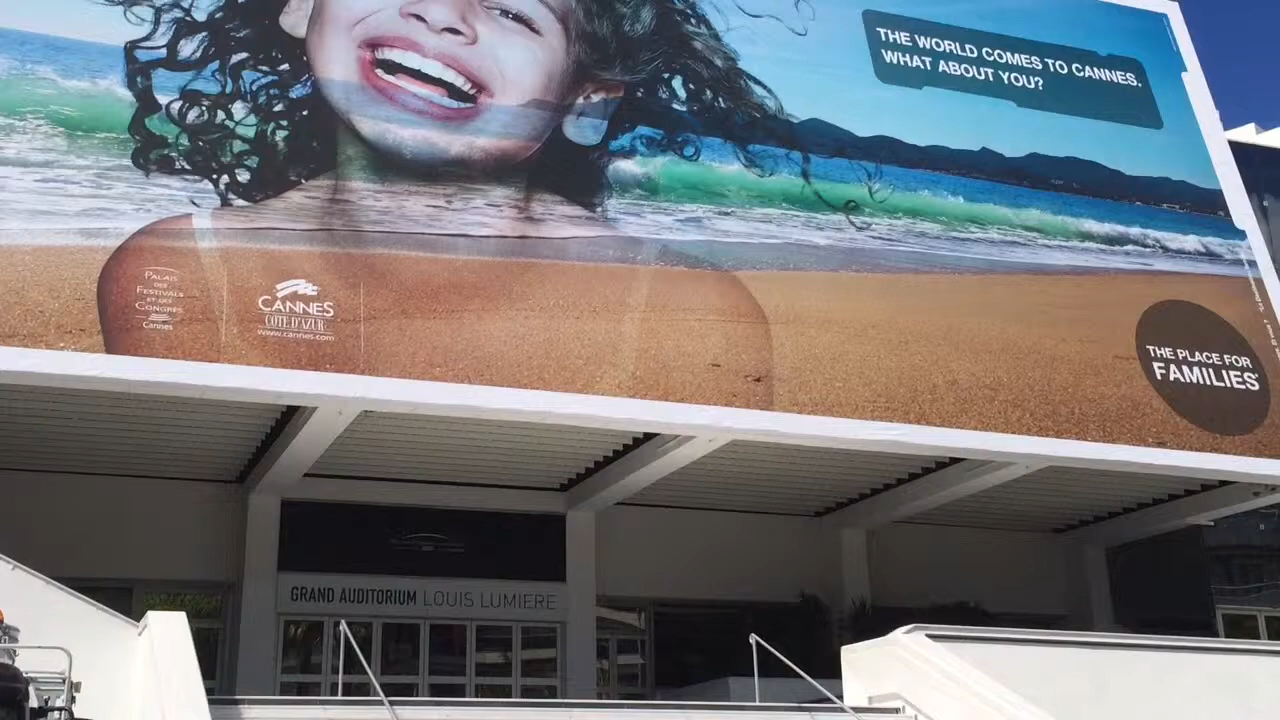 THE WORLD COMES TO CANNES.
WHAT ABOUT YOU?
PALAIS
DES
FESTIVALS
ET DES
CONGRÈS
Cannes
CANNES
CÔTE D'AZUR
www.cannes.com
THE PLACE FOR
FAMILIES
GRAND AUDITORIUM LOUIS LUMIERE